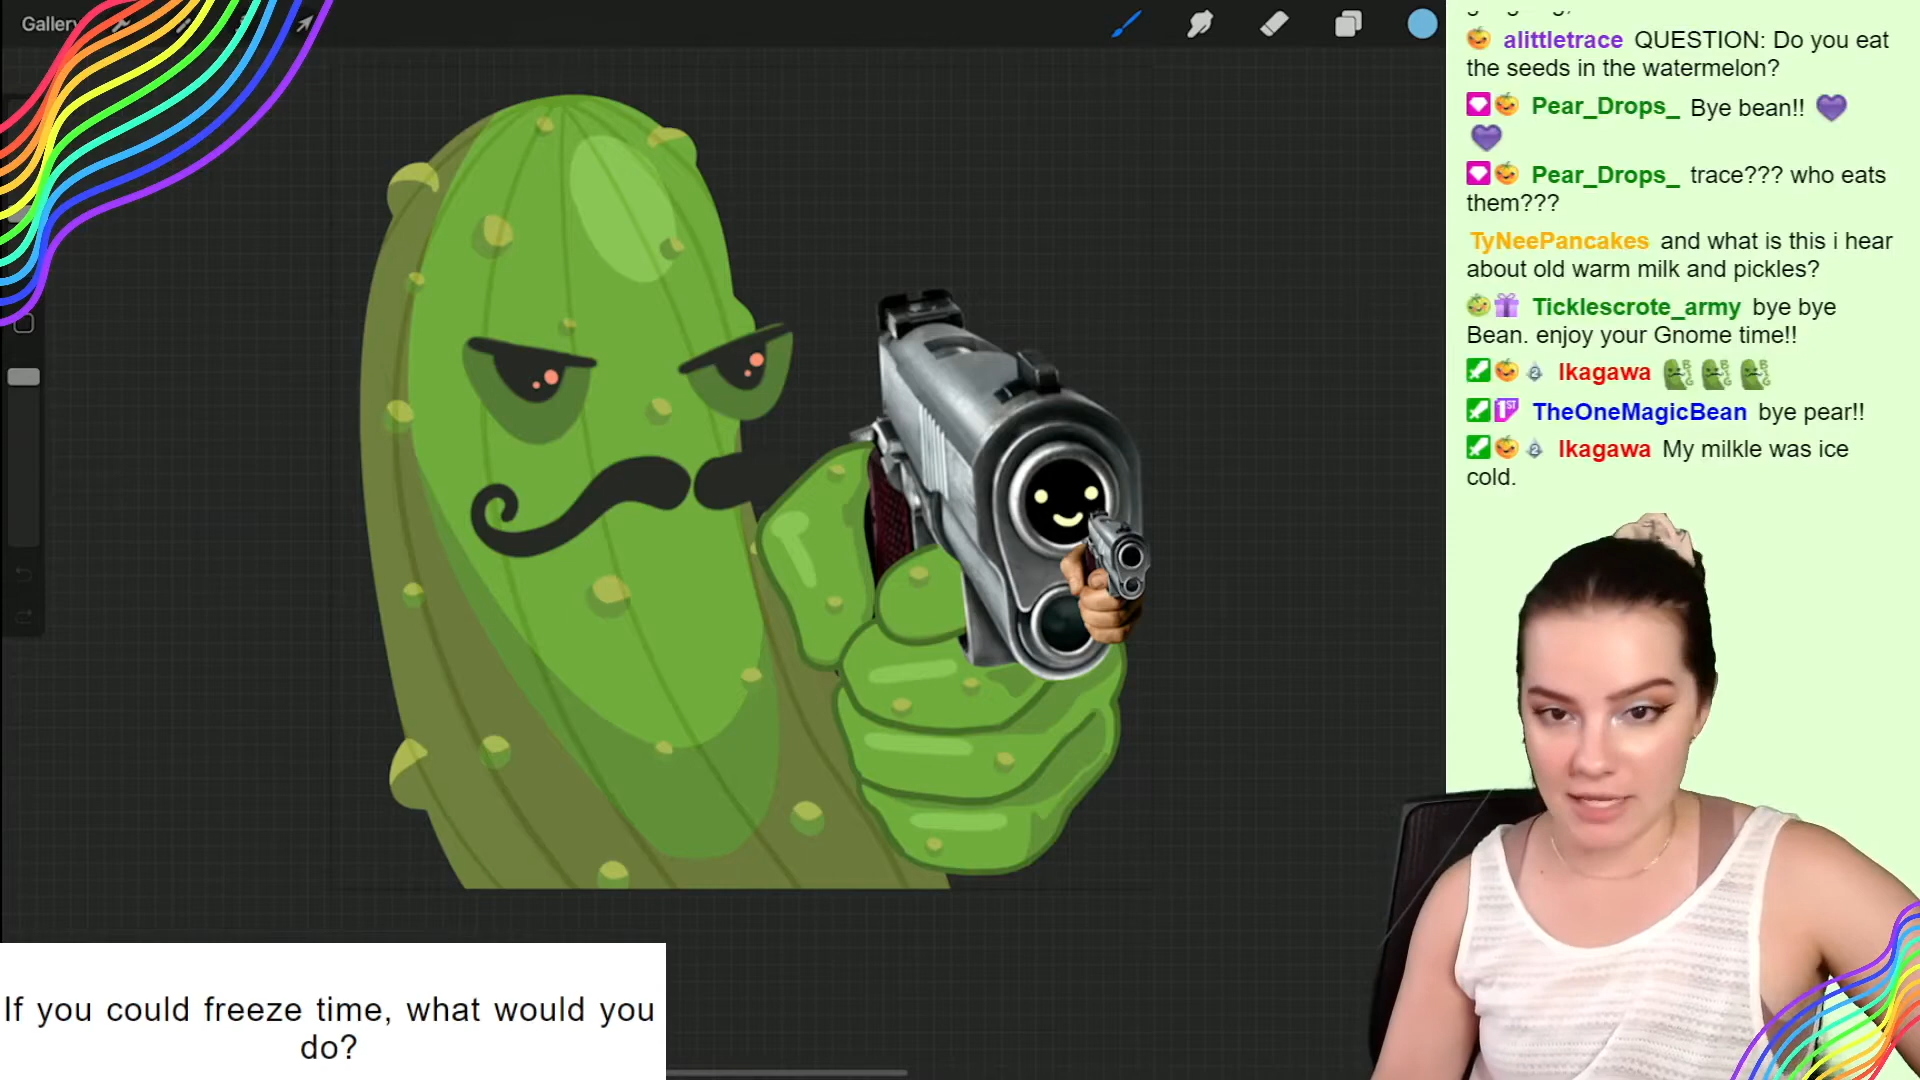 Gallery
alittletrace QUESTION: Do you eat
the seeds in the watermelon?
Pear_Drops_ Bye bean!!
Pear_Drops_ trace??? who eats
them???
TyNeePancakes and what is this i hear
about old warm milk and pickles?
Ticklescrote_army bye bye
Bean. enjoy your Gnome time!!
2 Ikagawa
1ST TheOneMagicBean bye pear!!
2 Ikagawa My milkle was ice
cold.
If you could freeze time, what would you
do?